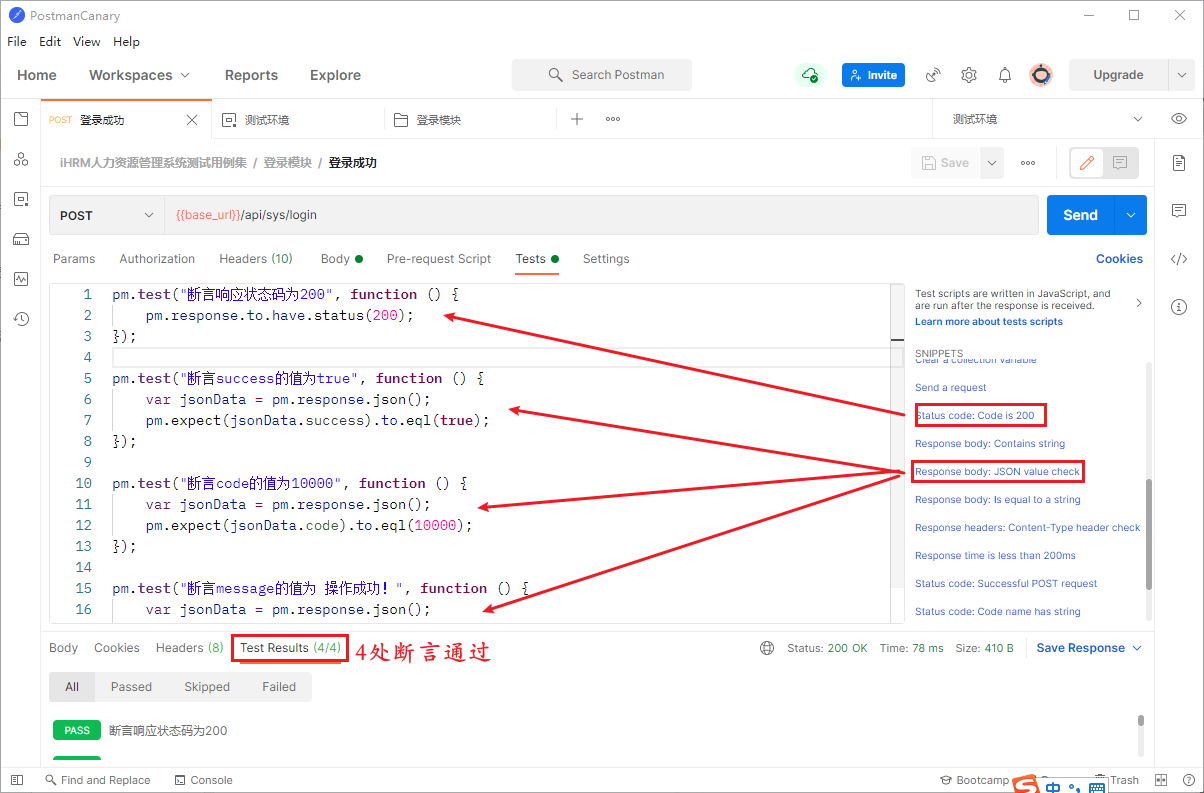 PostmanCanary
File Edit View Help
Home Workspaces Reports Explore Search Postman Invite Upgrade
POST 登录成功 测试环境 登录模块 测试环境
iHRM人力资源管理系统测试用例集 / 登录模块 / 登录成功 Save
POST {{base_url}}/api/sys/login Send
Params Authorization Headers (10) Body Pre-request Script Tests Settings Cookies
1 pm.test("断言响应状态码为200", function () {
2 pm.response.to.have.status(200);
3 });
4
5 pm.test("断言success的值为true", function () {
6 var jsonData = pm.response.json();
7 pm.expect(jsonData.success).to.eql(true);
8 });
9
10 pm.test("断言code的值为10000", function () {
11 var jsonData = pm.response.json();
12 pm.expect(jsonData.code).to.eql(10000);
13 });
14
15 pm.test("断言message的值为 操作成功！", function () {
16 var jsonData = pm.response.json();
Test scripts are written in JavaScript, and
are run after the response is received.
Learn more about tests scripts
SNIPPETS
Clear a collection variable
Send a request
Status code: Code is 200
Response body: Contains string
Response body: JSON value check
Response body: Is equal to a string
Response headers: Content-Type header check
Response time is less than 200ms
Status code: Successful POST request
Status code: Code name has string
Body Cookies Headers (8) Test Results (4/4) 4处断言通过 Status: 200 OK Time: 78 ms Size: 410 B Save Response
All Passed Skipped Failed
PASS 断言响应状态码为200
Find and Replace Console Bootcamp Trash
中